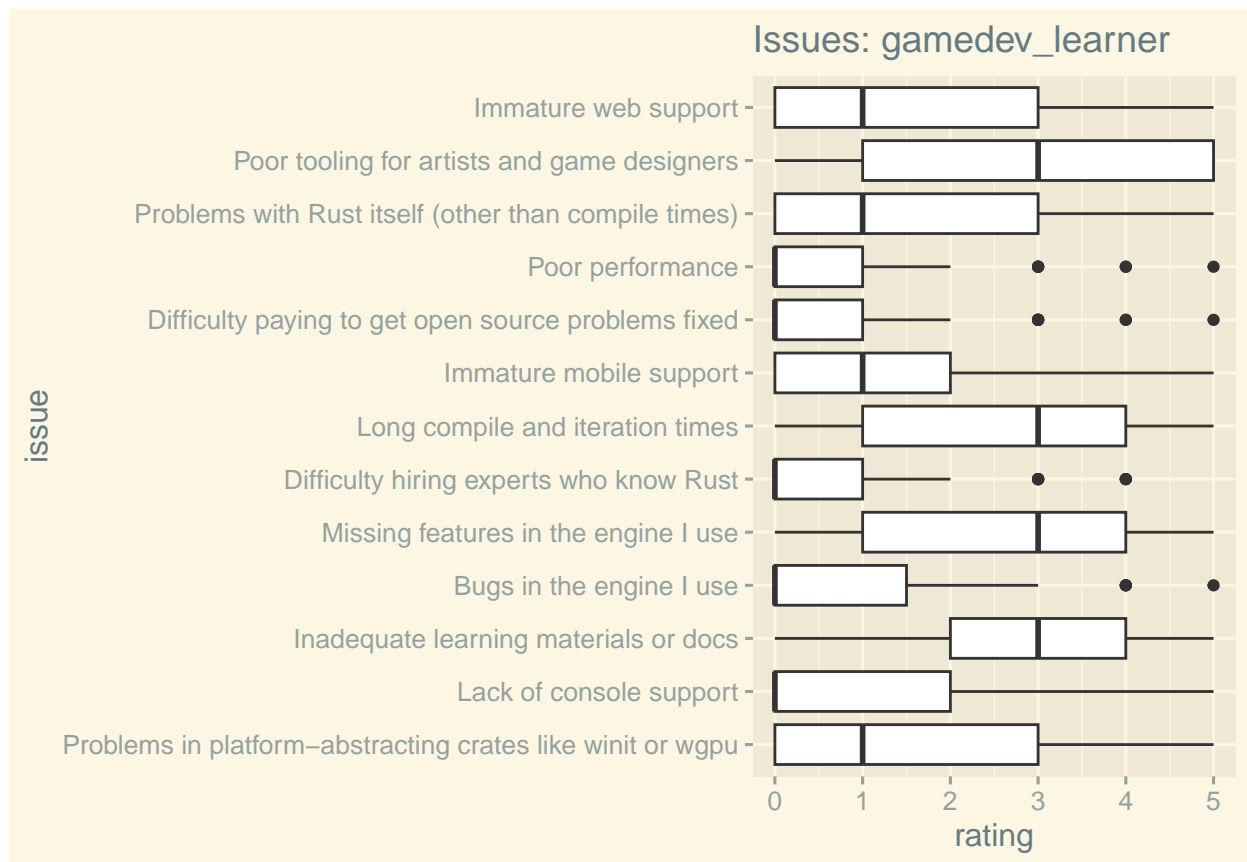 Issues: gamedev_learner
Immature web support
Poor tooling for artists and game designers
Problems with Rust itself (other than compile times)
Poor performance
Difficulty paying to get open source problems fixed
Immature mobile support
Long compile and iteration times
Difficulty hiring experts who know Rust
Missing features in the engine I use
Bugs in the engine I use
Inadequate learning materials or docs
Lack of console support
Problems in platform−abstracting crates like winit or wgpu
issue
0 1 2 3 4 5
rating